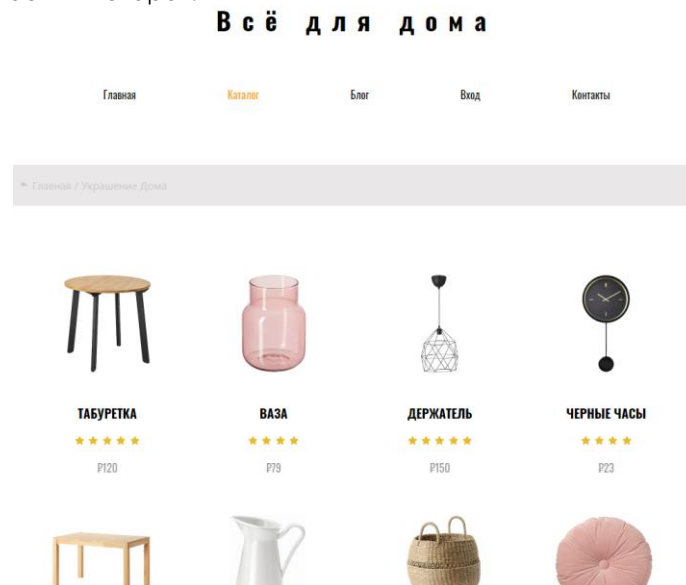 Всё для дома
Главная Каталог Блог Вход Контакты
Главная / Украшение Дома
ТАБУРЕТКА ВАЗА ДЕРЖАТЕЛЬ ЧЕРНЫЕ ЧАСЫ
₽120 ₽79 ₽150 ₽23